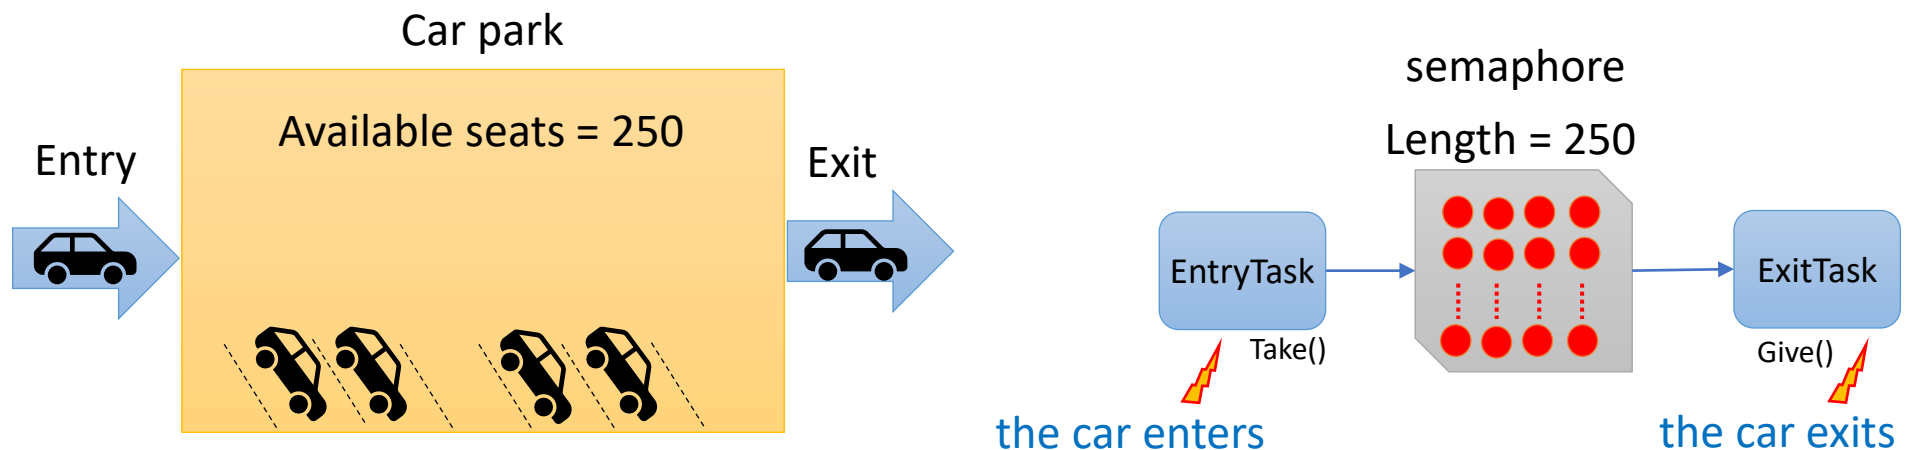 Car park
Available seats = 250
Entry
Exit
semaphore
Length = 250
EntryTask
ExitTask
Take()
Give()
the car enters
the car exits